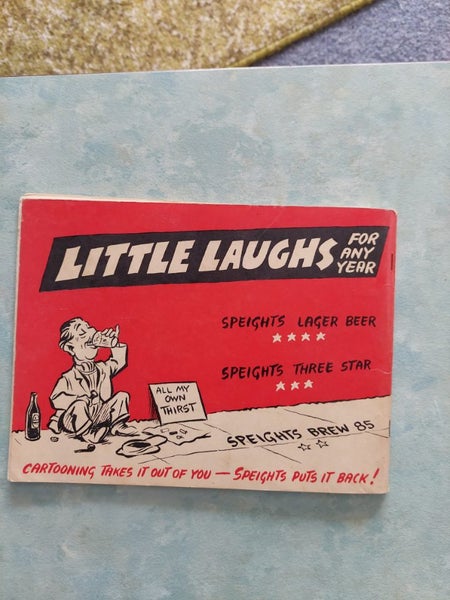 LITTLE LAUGHS FOR
ANY
YEAR
SPEIGHTS LAGER BEER
SPEIGHTS THREE STAR
ALL MY
OWN
THIRST
SPEIGHTS BREW 85
CARTOONING TAKES IT OUT OF YOU — SPEIGHTS PUTS IT BACK!